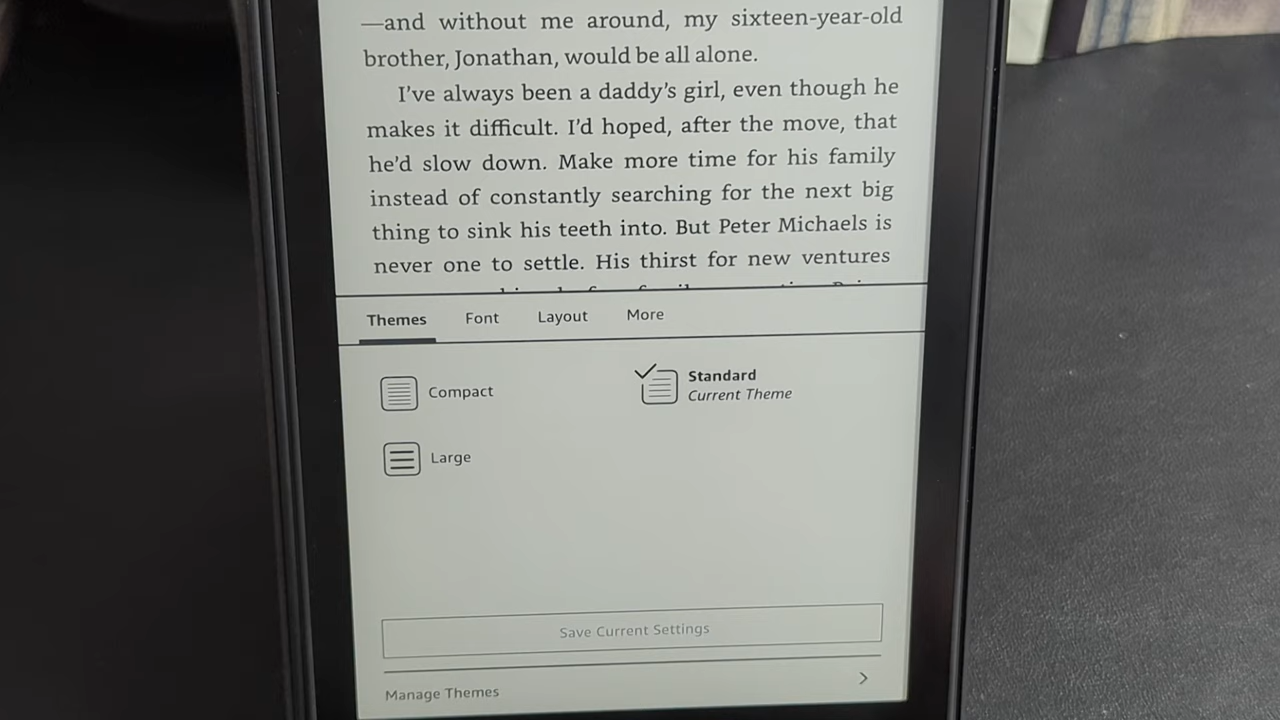 —and without me around, my sixteen-year-old
brother, Jonathan, would be all alone.
I've always been a daddy's girl, even though he
makes it difficult. I'd hoped, after the move, that
he'd slow down. Make more time for his family
instead of constantly searching for the next big
thing to sink his teeth into. But Peter Michaels is
never one to settle. His thirst for new ventures
Themes Font Layout More
Compact
Standard
Current Theme
Large
Save Current Settings
Manage Themes